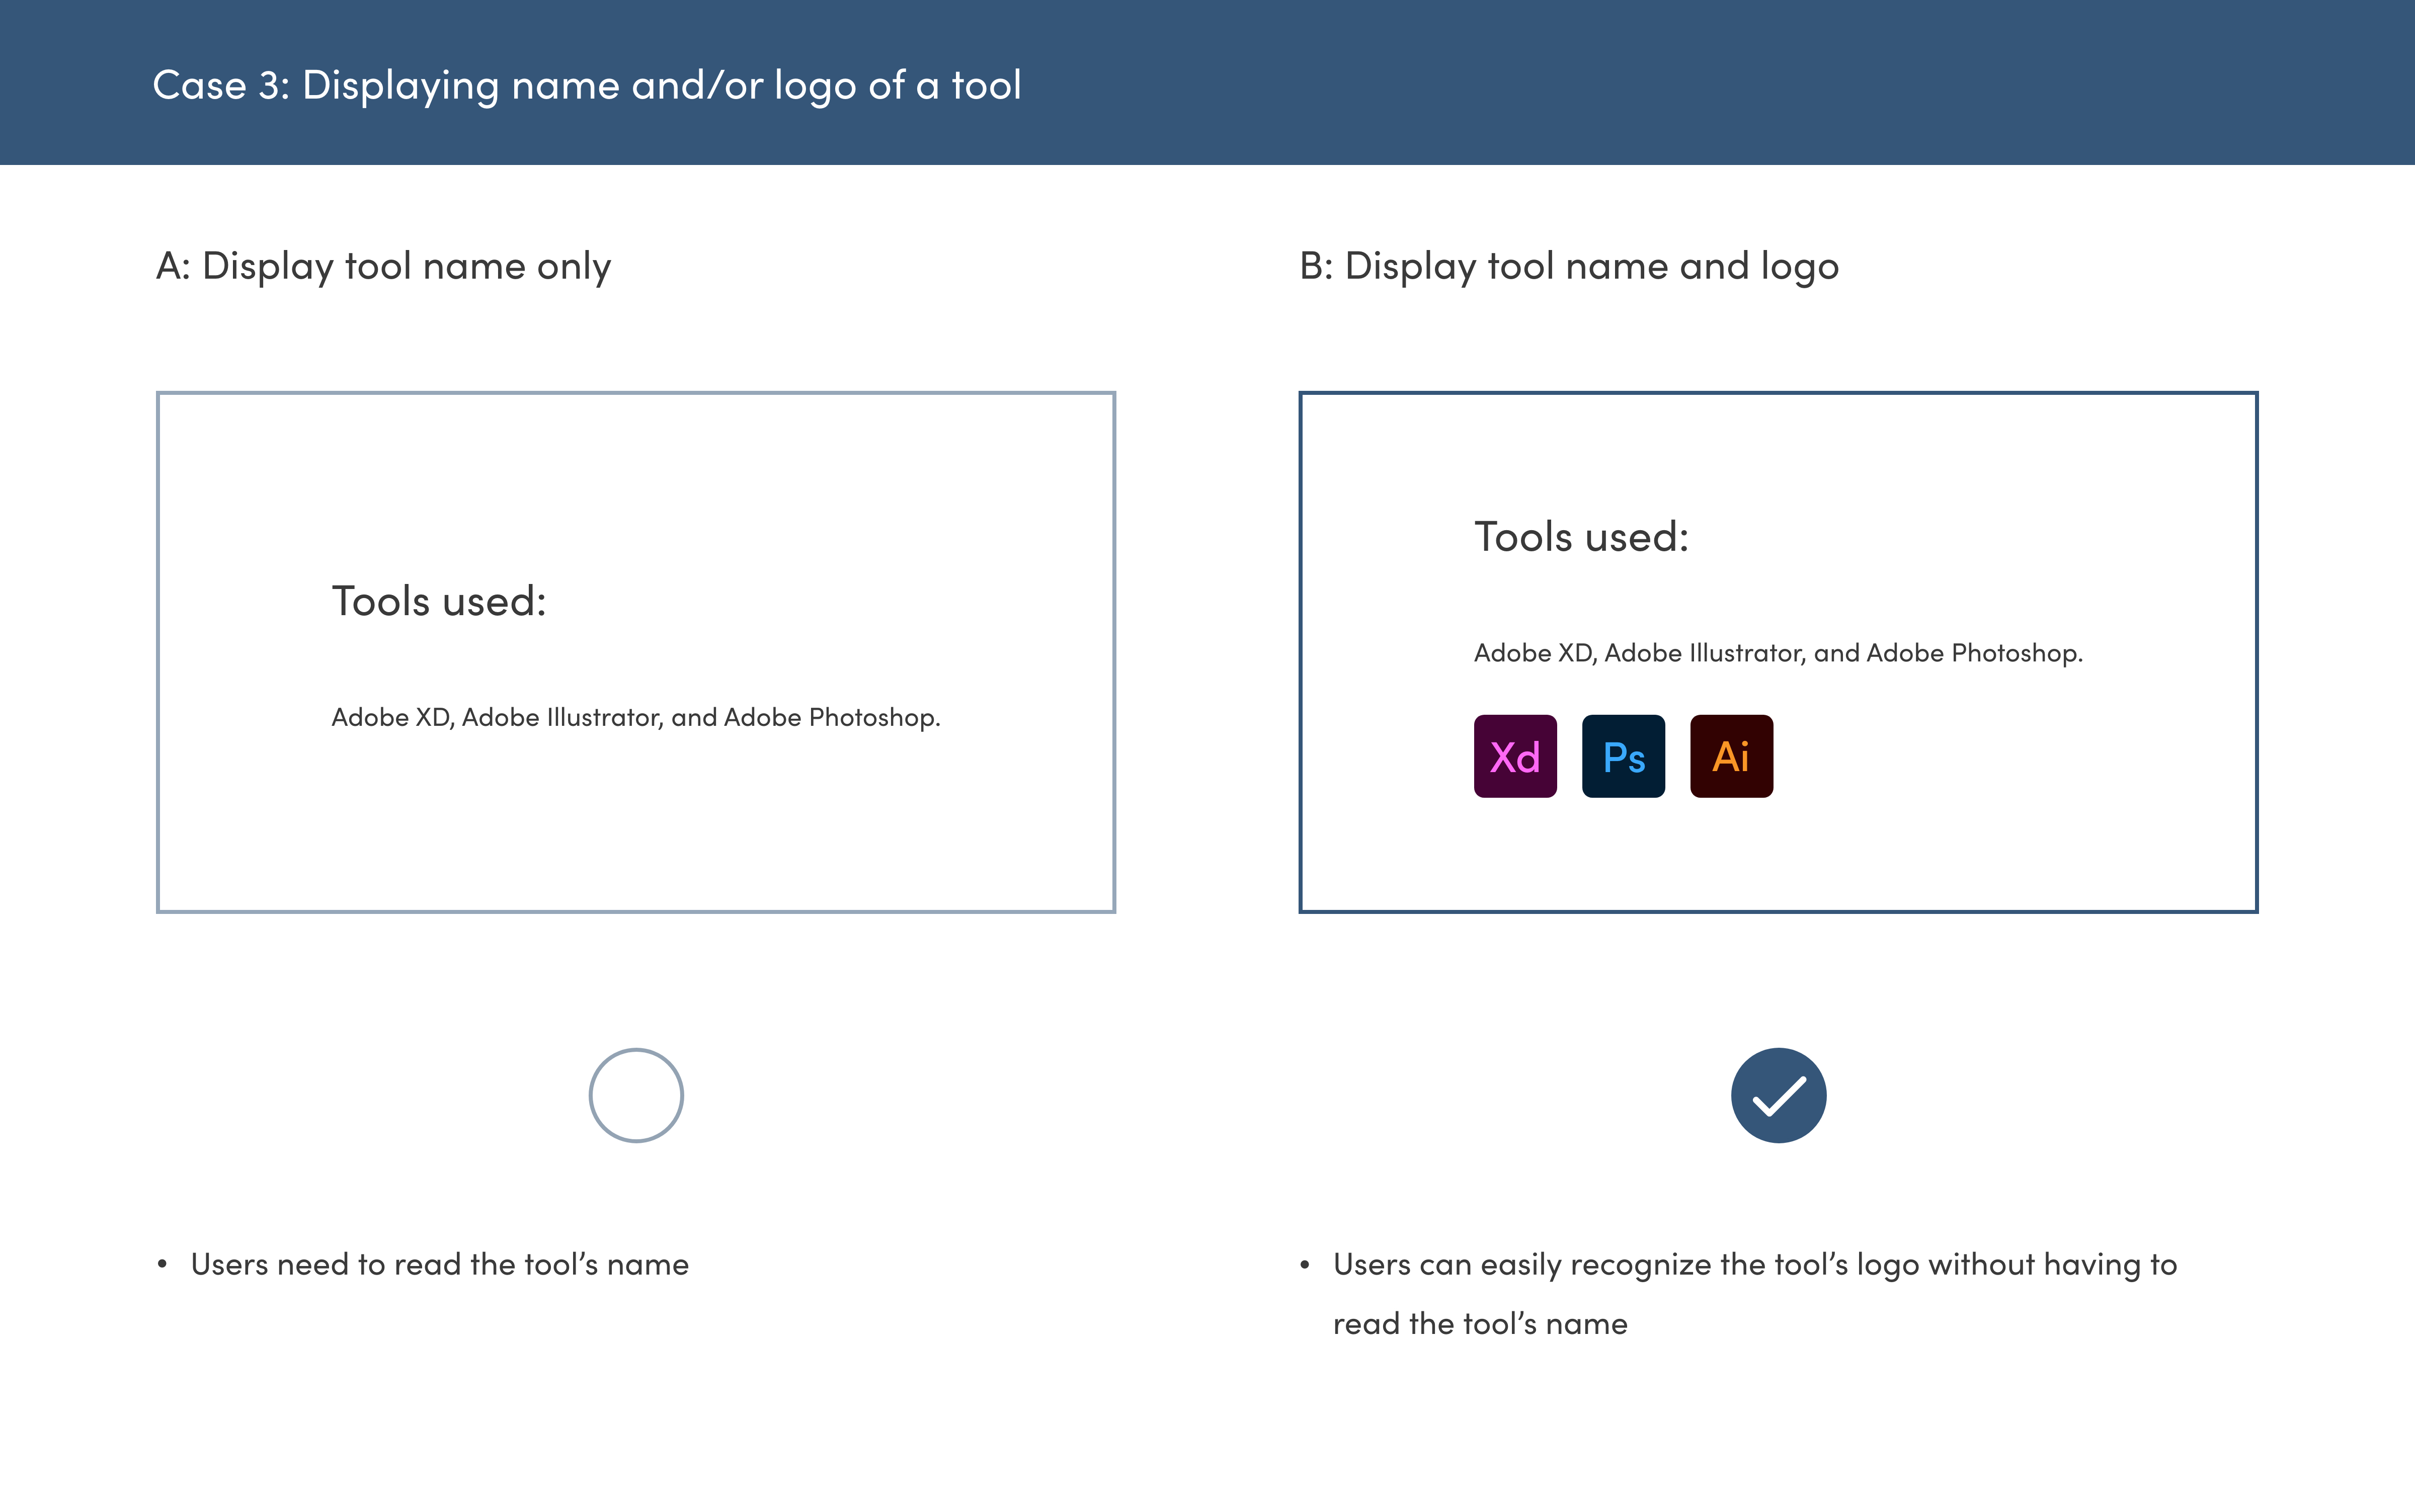 Case 3: Displaying name and/or logo of a tool
A: Display tool name only
Tools used:
Adobe XD, Adobe Illustrator, and Adobe Photoshop.
• Users need to read the tool’s name
B: Display tool name and logo
Tools used:
Adobe XD, Adobe Illustrator, and Adobe Photoshop.
Xd Ps Ai
• Users can easily recognize the tool’s logo without having to
read the tool’s name